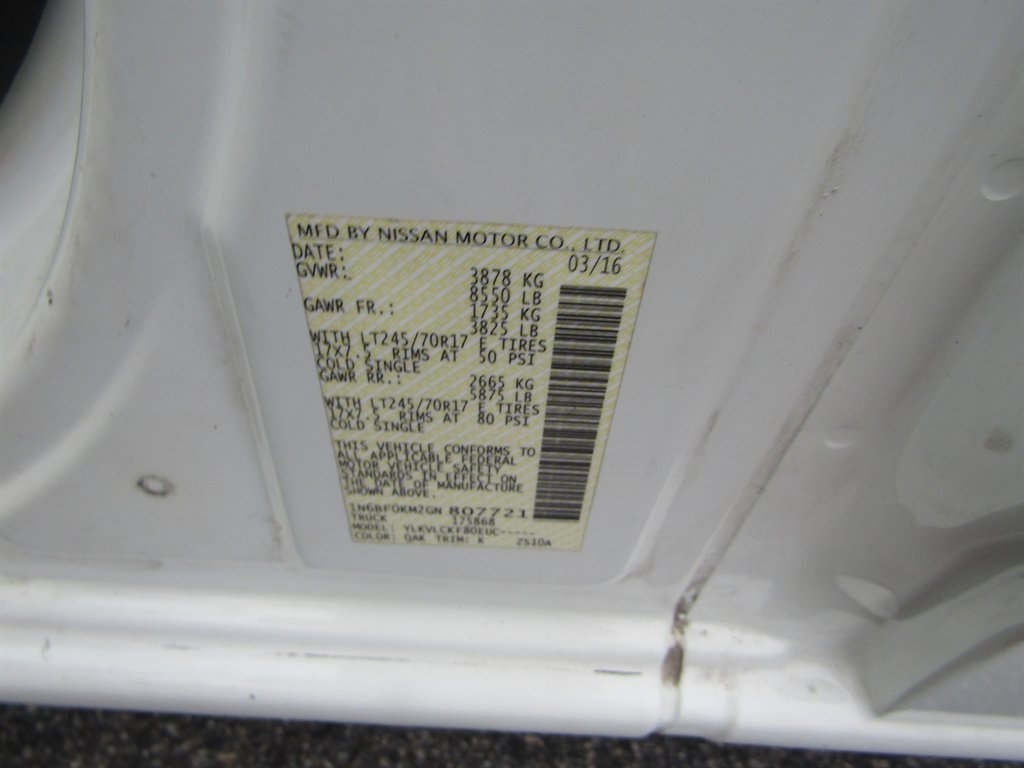 MFD BY NISSAN MOTOR CO., LTD.
DATE: 03/16
GVWR: 3878 KG
8550 LB
GAWR FR.: 1735 KG
3825 LB
WITH LT245/70R17 E TIRES
17X7.5 RIMS AT 50 PSI
COLD SINGLE
GAWR RR.: 2665 KG
5875 LB
WITH LT245/70R17 E TIRES
17X7.5 RIMS AT 80 PSI
COLD SINGLE
THIS VEHICLE CONFORMS TO
ALL APPLICABLE FEDERAL
MOTOR VEHICLE SAFETY
STANDARDS IN EFFECT ON
THE DATE OF MANUFACTURE
SHOWN ABOVE.
1N6BF0KM2GN 807721
TRUCK 175868
MODEL: YLKVLCKF80EUC-----
COLOR: QAK TRIM: K ZS10A